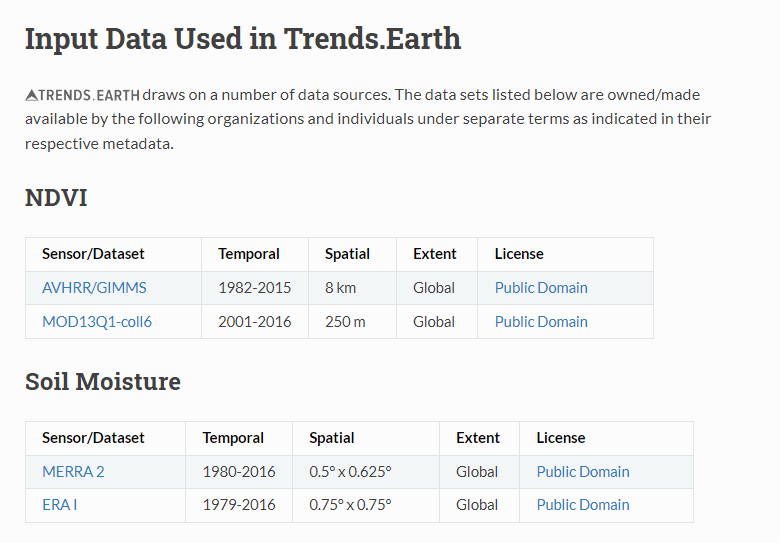 Input Data Used in Trends.Earth
TRENDS.EARTH draws on a number of data sources. The data sets listed below are owned/made
available by the following organizations and individuals under separate terms as indicated in their
respective metadata.
NDVI
Sensor/Dataset Temporal Spatial Extent License
AVHRR/GIMMS 1982-2015 8 km Global Public Domain
MOD13Q1-coll6 2001-2016 250 m Global Public Domain
Soil Moisture
Sensor/Dataset Temporal Spatial Extent License
MERRA 2 1980-2016 0.5° x 0.625° Global Public Domain
ERA I 1979-2016 0.75° x 0.75° Global Public Domain